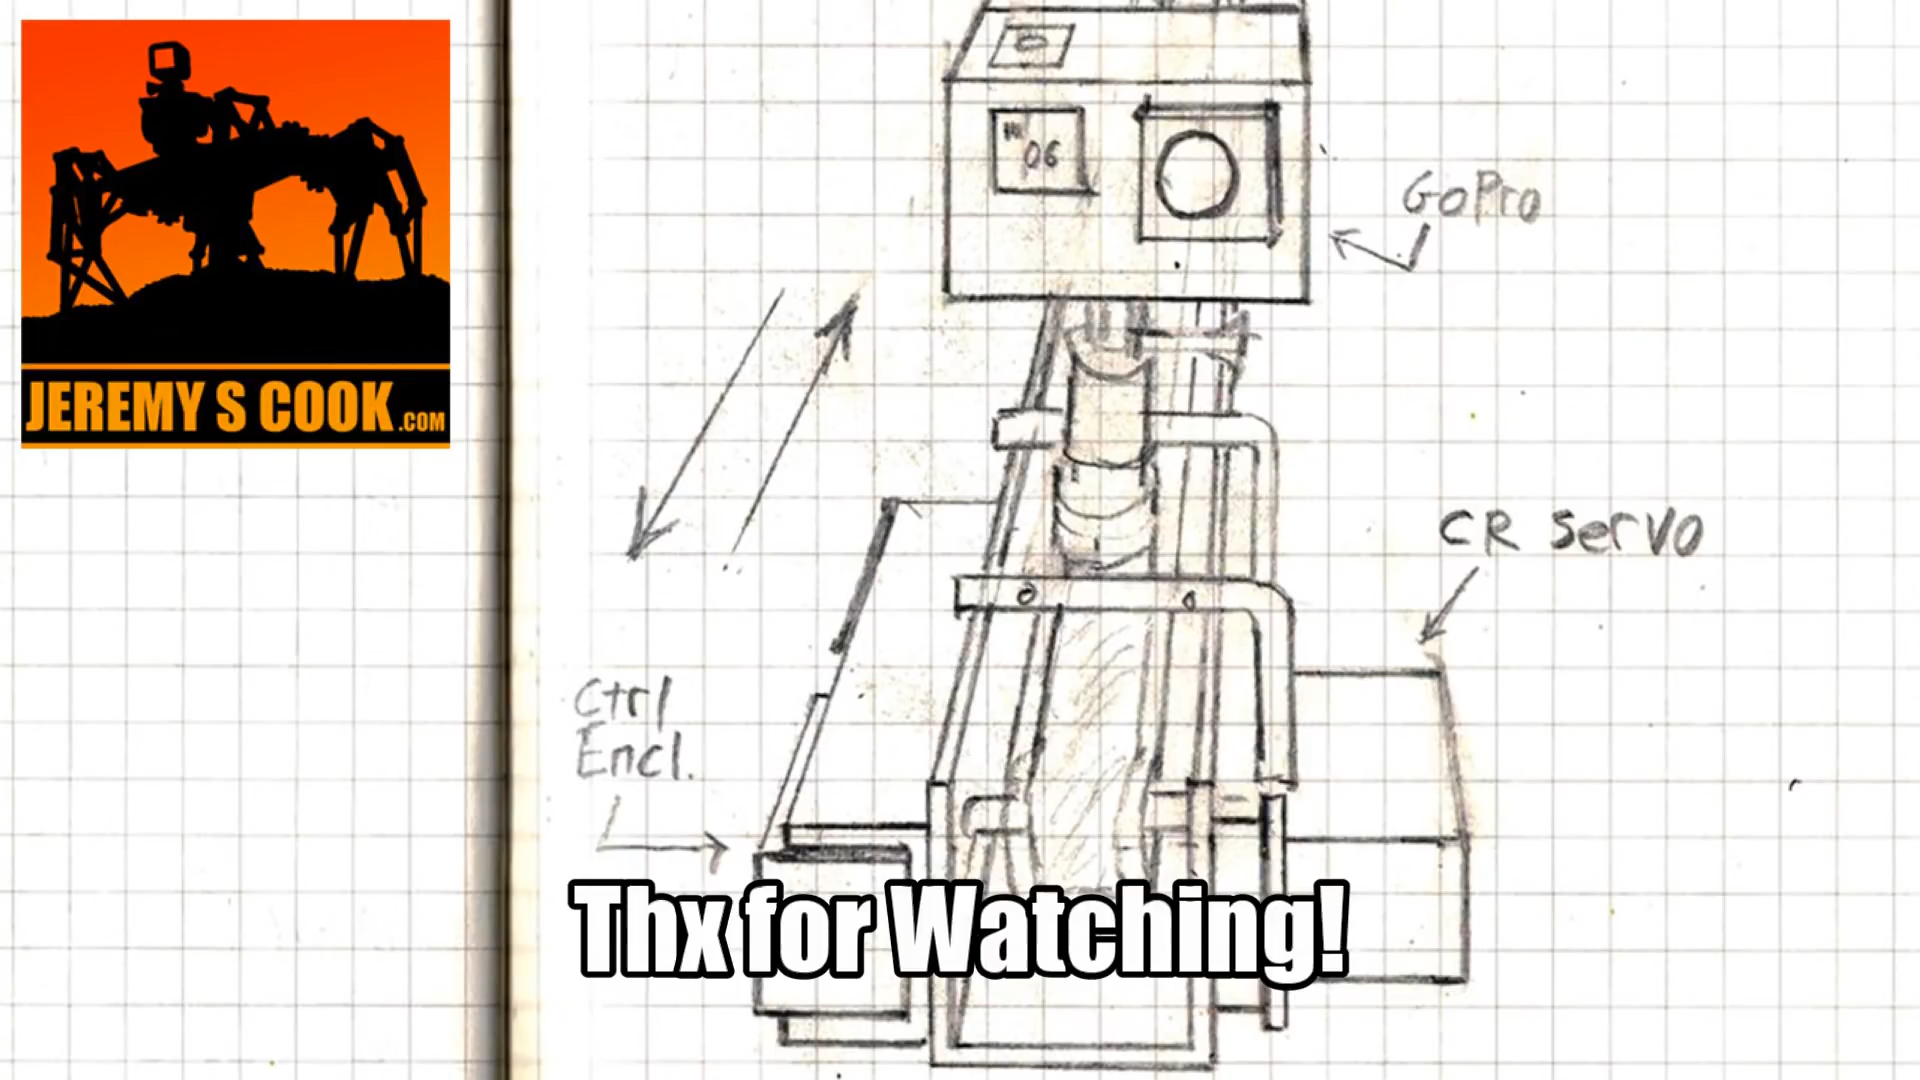 JEREMY S COOK.COM
06
GoPro
CR Servo
Ctrl
Encl.
Thx for Watching!